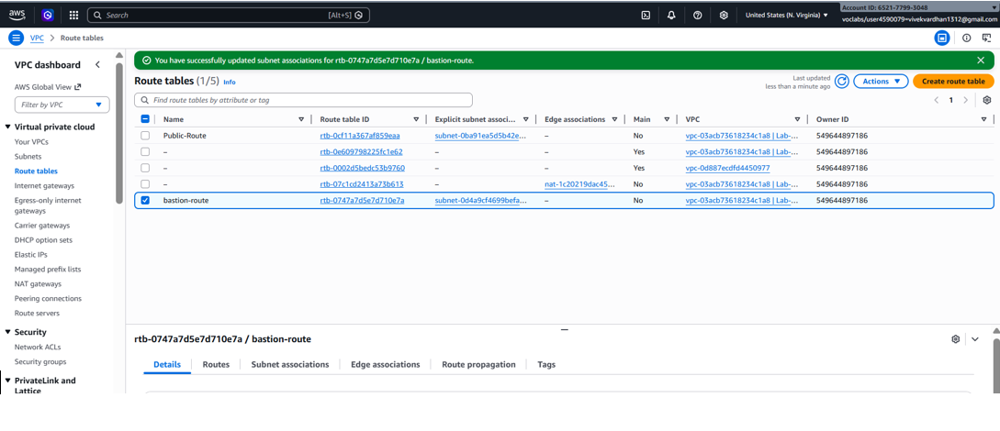 aws
Search [Alt+S]
United States (N. Virginia)
Account ID: 6521-7799-3048
voclabs/user4590079=vivekvardhan1312@gmail.com
VPC > Route tables
VPC dashboard
AWS Global View
Filter by VPC
Virtual private cloud
Your VPCs
Subnets
Route tables
Internet gateways
Egress-only internet
gateways
Carrier gateways
DHCP option sets
Elastic IPs
Managed prefix lists
NAT gateways
Peering connections
Route servers
Security
Network ACLs
Security groups
PrivateLink and
Lattice
You have successfully updated subnet associations for rtb-0747a7d5e7d710e7a / bastion-route.
Route tables (1/5) Info
Last updated
less than a minute ago
Actions
Create route table
Find route tables by attribute or tag
1
Name Route table ID Explicit subnet associ... Edge associations Main VPC Owner ID
Public-Route rtb-0cf11a367af859eaa subnet-0ba91ea5d5b42e... – No vpc-03acb73618234c1a8 | Lab-... 549644897186
– rtb-0e609798225fc1e62 – – Yes vpc-03acb73618234c1a8 | Lab-... 549644897186
– rtb-0002d5bedc53b9760 – – Yes vpc-0d887ecdfd4450977 549644897186
– rtb-07c1cd2413a73b613 – nat-1c20219dac45... No vpc-03acb73618234c1a8 | Lab-... 549644897186
bastion-route rtb-0747a7d5e7d710e7a subnet-0d4a9cf4699befa... – No vpc-03acb73618234c1a8 | Lab-... 549644897186
rtb-0747a7d5e7d710e7a / bastion-route
Details Routes Subnet associations Edge associations Route propagation Tags